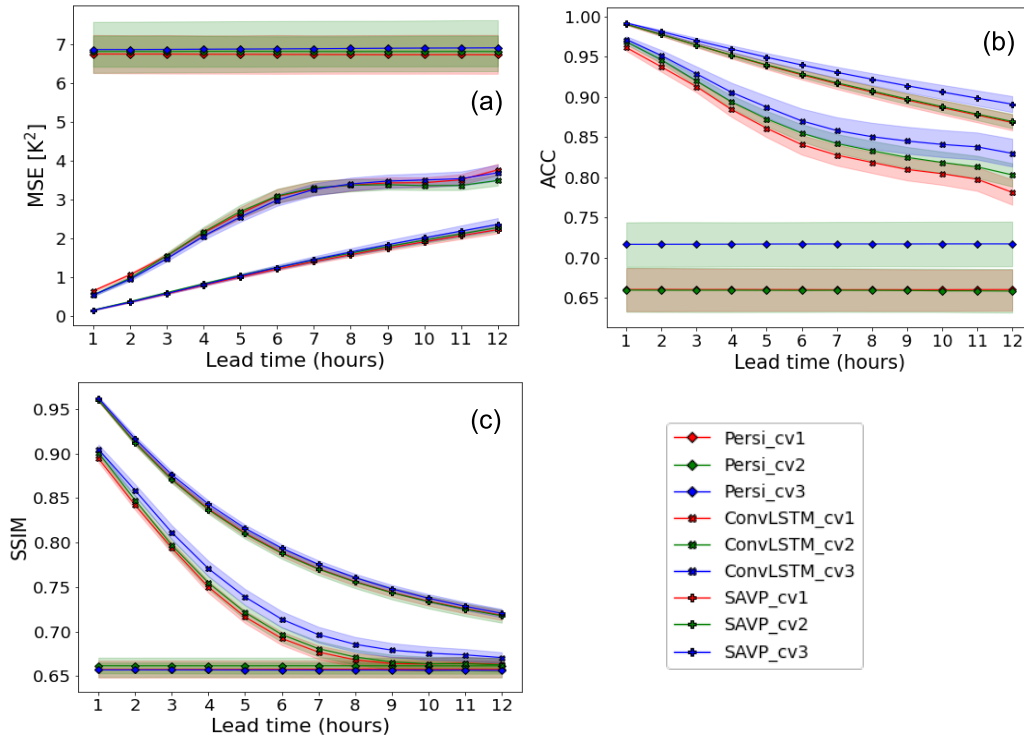 (a)
MSE [K²]
7
6
5
4
3
2
1
0
1 2 3 4 5 6 7 8 9 10 11 12
Lead time (hours)
(b)
ACC
1.00
0.95
0.90
0.85
0.80
0.75
0.70
0.65
1 2 3 4 5 6 7 8 9 10 11 12
Lead time (hours)
(c)
SSIM
0.95
0.90
0.85
0.80
0.75
0.70
0.65
1 2 3 4 5 6 7 8 9 10 11 12
Lead time (hours)
Persi_cv1
Persi_cv2
Persi_cv3
ConvLSTM_cv1
ConvLSTM_cv2
ConvLSTM_cv3
SAVP_cv1
SAVP_cv2
SAVP_cv3